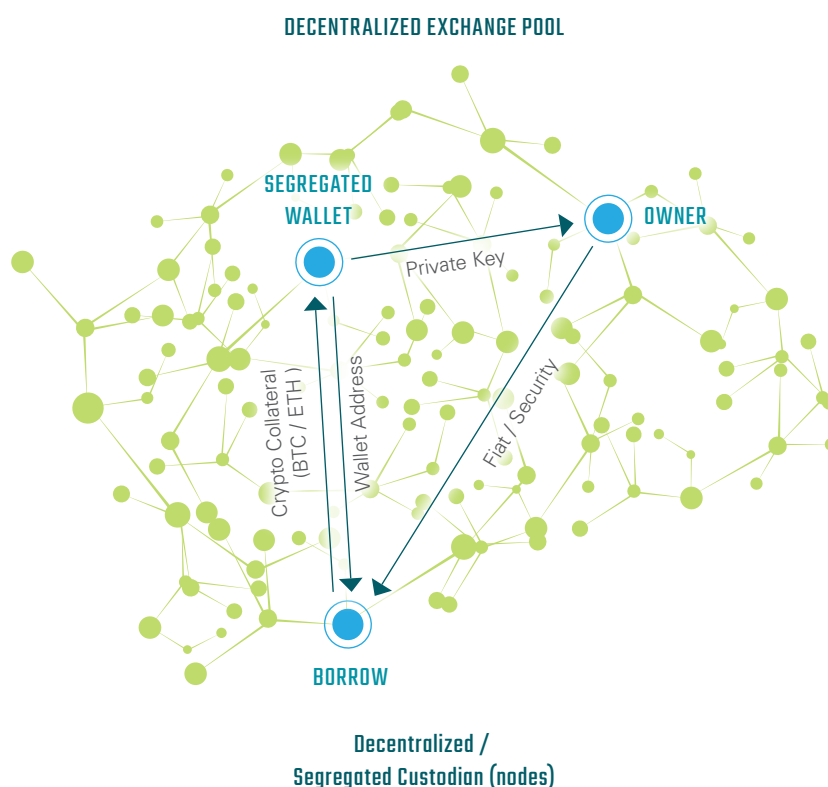 DECENTRALIZED EXCHANGE POOL
SEGREGATED
WALLET
OWNER
Private Key
Crypto Collateral
(BTC / ETH )
Wallet Address
Fiat / Security
BORROW
Decentralized /
Segregated Custodian (nodes)